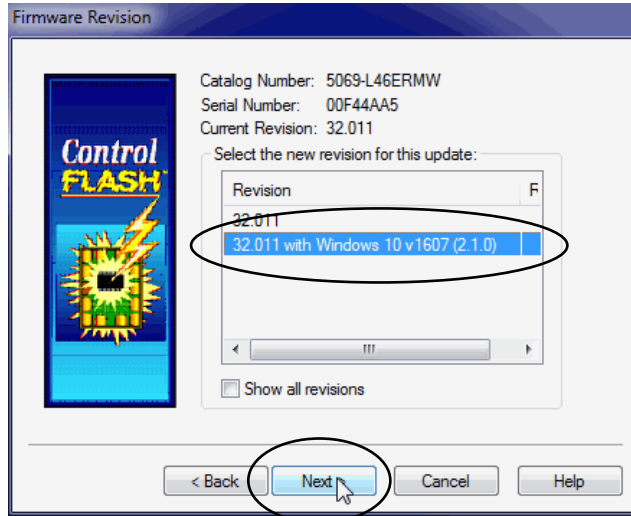 Firmware Revision
Control
FLASH
Catalog Number: 5069-L46ERMW
Serial Number: 00F44AA5
Current Revision: 32.011
Select the new revision for this update:
Revision
32.011
32.011 with Windows 10 v1607 (2.1.0)
Show all revisions
< Back Next > Cancel Help